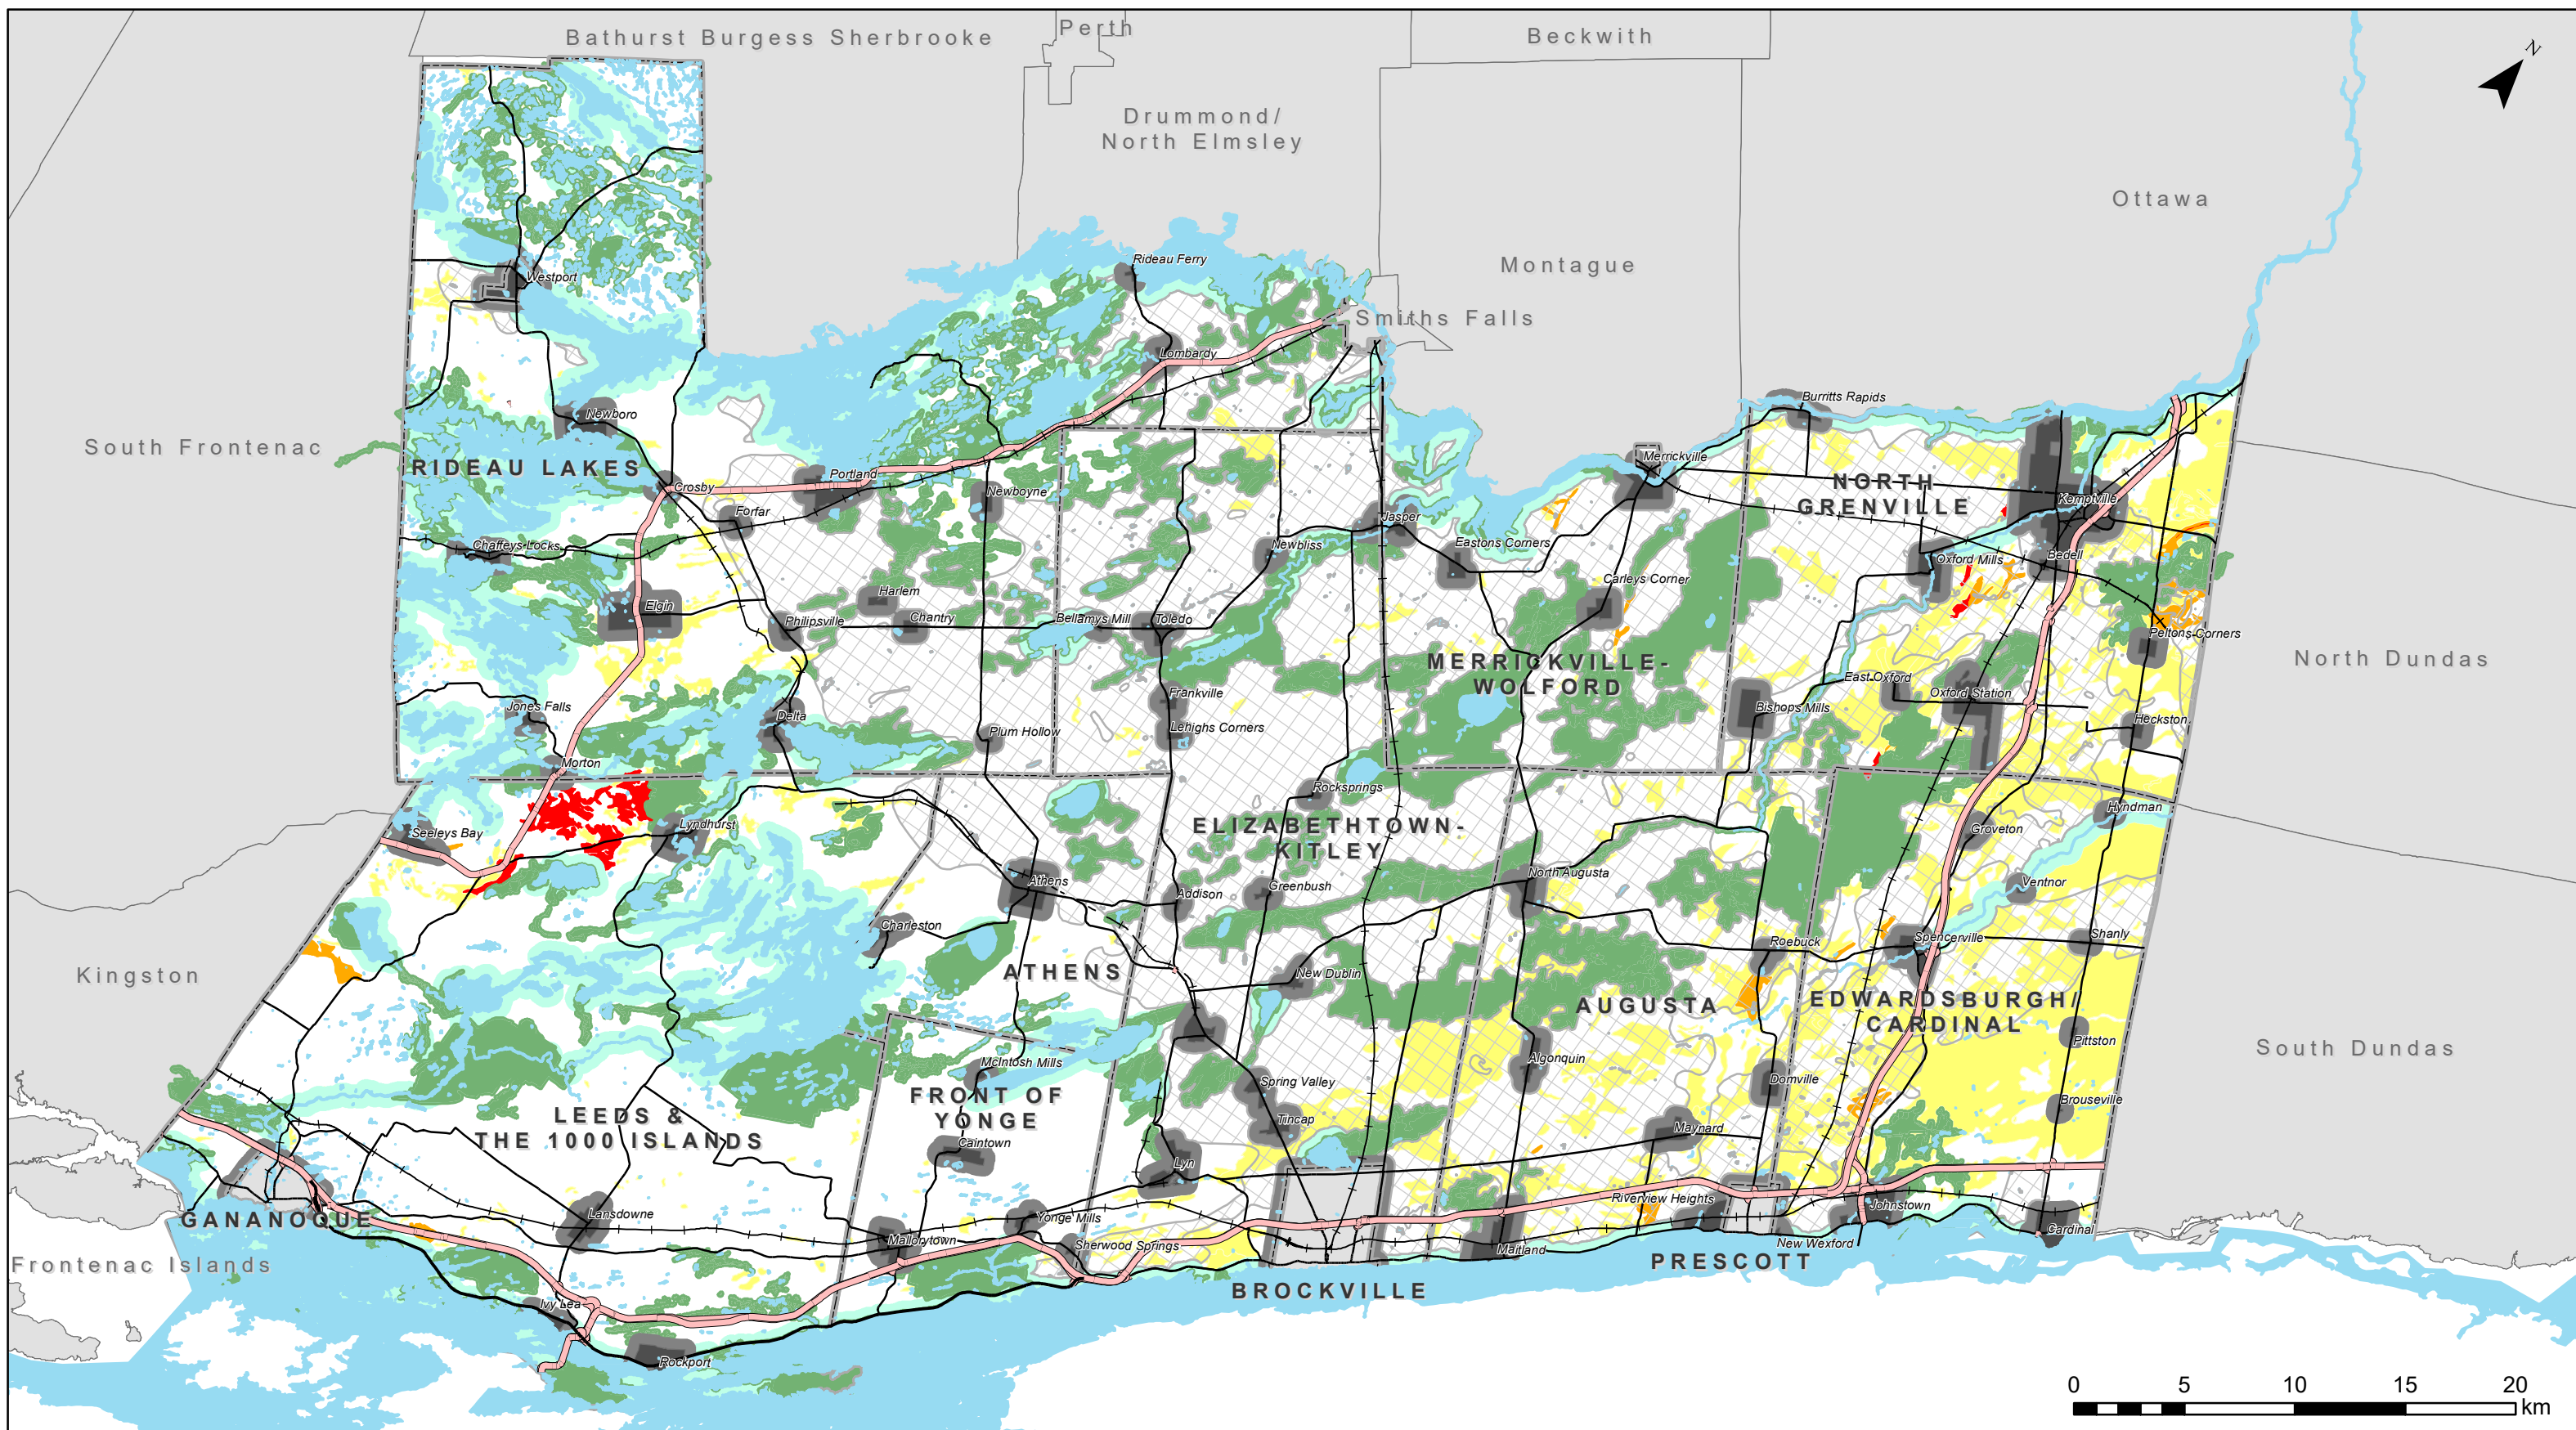 Perth
Bathurst Burgess Sherbrooke
Beckwith
N
Drummond/
North Elmsley
Ottawa
Rideau Ferry
Montague
Westport
Smiths Falls
Lombardy
Burritts Rapids
Newboro
South Frontenac
RIDEAU LAKES
Merrickville
Portland
Crosby
NORTH
GRENVILLE
Newboyne
Kemptville
Forfar
Jasper
Chaffeys Locks
Newbliss
Eastons Corners
Bedell
Oxford Mills
Carleys Corner
Harlem
Elgin
Chantry
Bellamys Mill
Toledo
Philipsville
Peltons Corners
North Dundas
MERRICKVILLE-
WOLFORD
East Oxford
Frankville
Oxford Station
Jones Falls
Bishops Mills
Delta
Lehighs Corners
Heckston
Plum Hollow
Morton
Rocksprings
Hyndman
Lyndhurst
Seeleys Bay
ELIZABETHTOWN-
KITLEY
Groveton
North Augusta
Athens
Greenbush
Ventnor
Addison
Charleston
Shanly
Spencerville
Roebuck
ATHENS
New Dublin
Kingston
AUGUSTA
EDWARDSBURGH/
CARDINAL
Pittston
South Dundas
Algonquin
McIntosh Mills
Domville
Spring Valley
FRONT OF
YONGE
Brouseville
LEEDS &
THE 1000 ISLANDS
Tincap
Maynard
Caintown
Lyn
Riverview Heights
Johnstown
Lansdowne
GANANOQUE
Yonge Mills
Cardinal
Mallorytown
Sherwood Springs
New Wexford
Maitland
PRESCOTT
Frontenac Islands
BROCKVILLE
Ivy Lea
Rockport
0 5 10 15 20
km